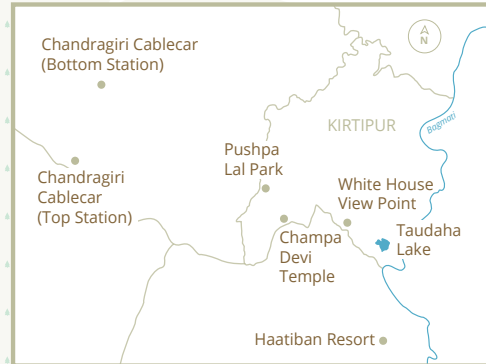 Chandragiri Cablecar
(Bottom Station)
A
N
KIRTIPUR
Bagmati
Pushpa
Lal Park
Chandragiri
Cablecar
(Top Station)
White House
View Point
Taudaha
Lake
Champa
Devi
Temple
Haatiban Resort